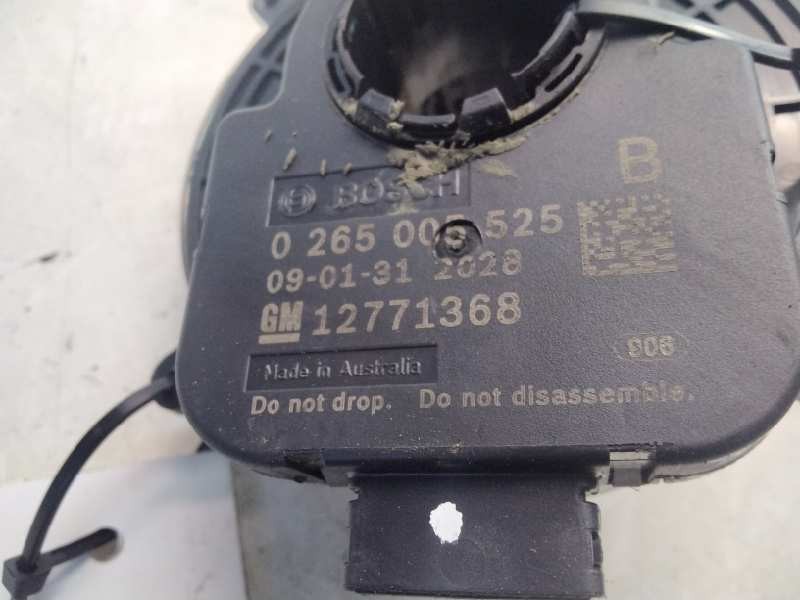 BOSCH
B
0 265 005 525
09-01-31 2028
GM 12771368
906
Made in Australia
Do not drop. Do not disassemble.